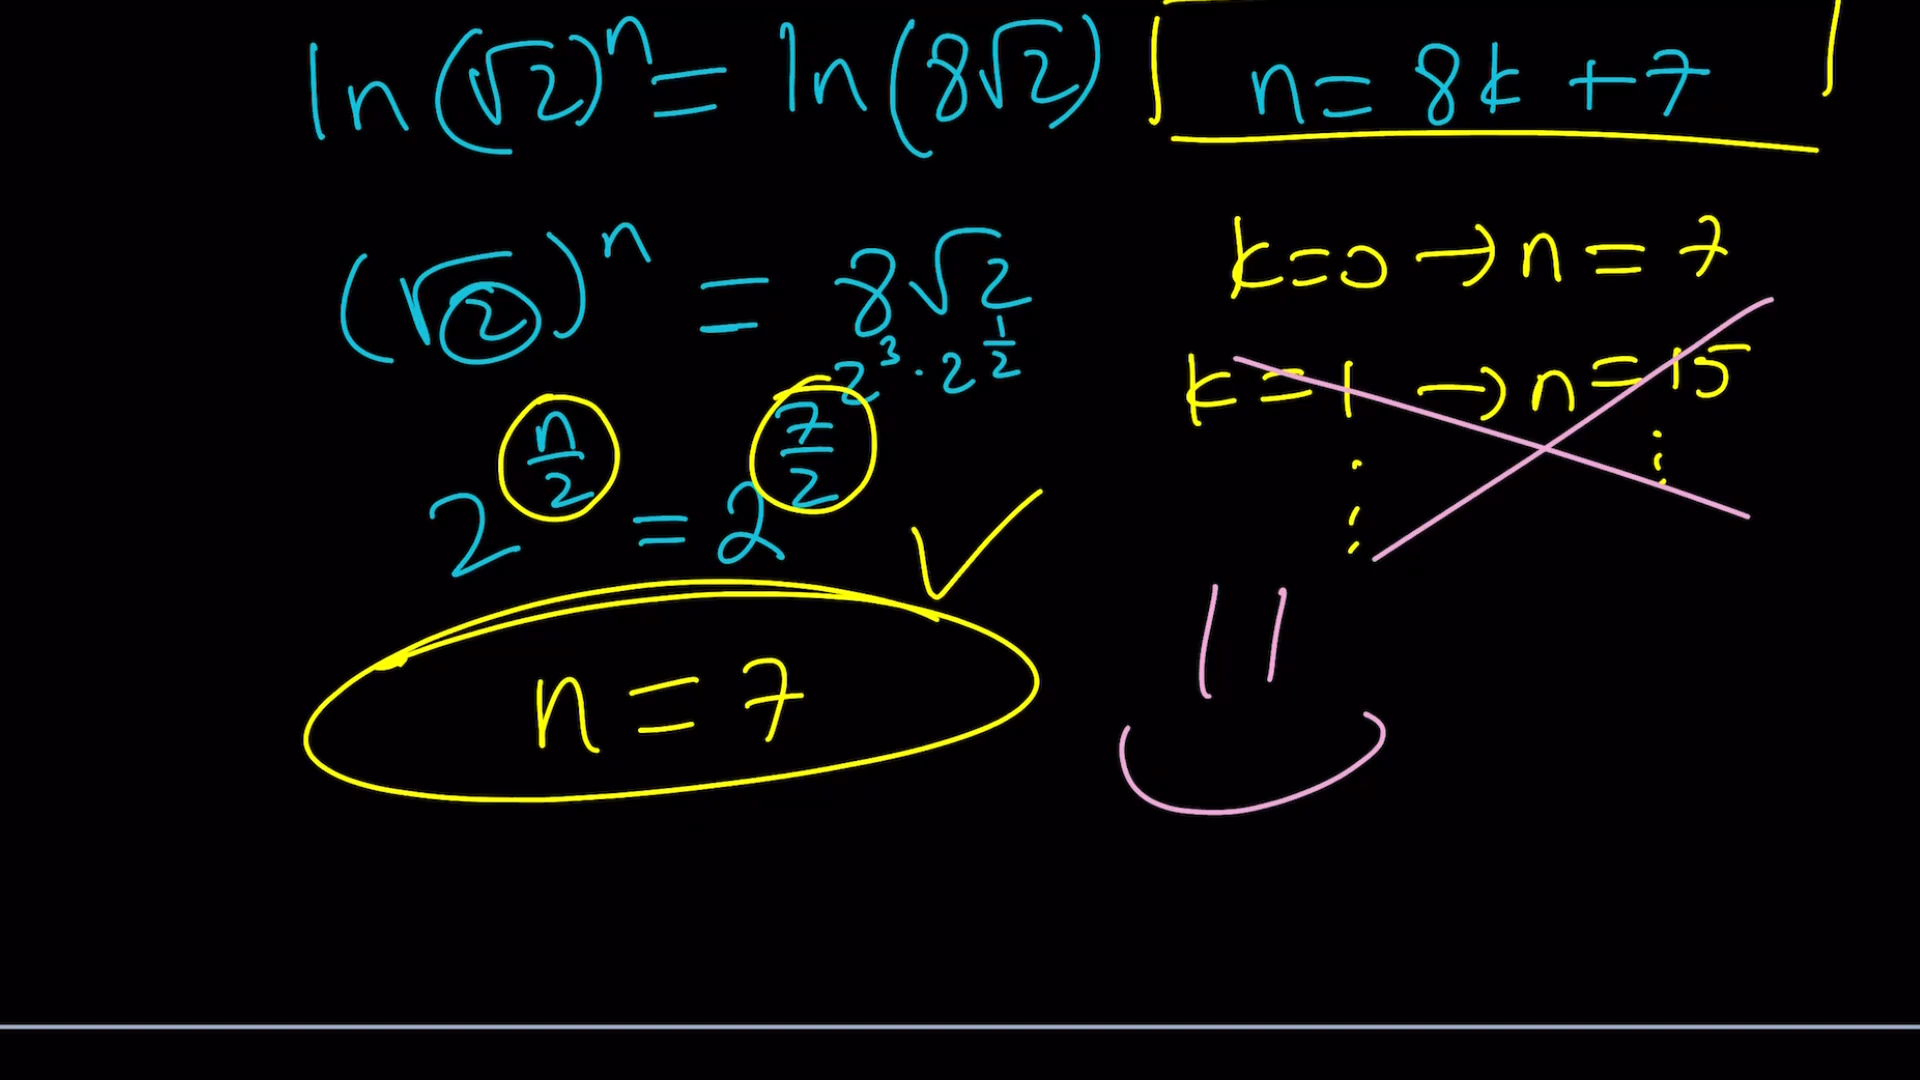 ln(√2)^n = ln(8√2)
n = 8k + 7
(√2)^n = 8√2
2^3 · 2^(1/2)
2^(n/2) = 2^(7/2) ✓
n = 7
k = 0 → n = 7
k = 1 → n = 15
⋮ ⋮